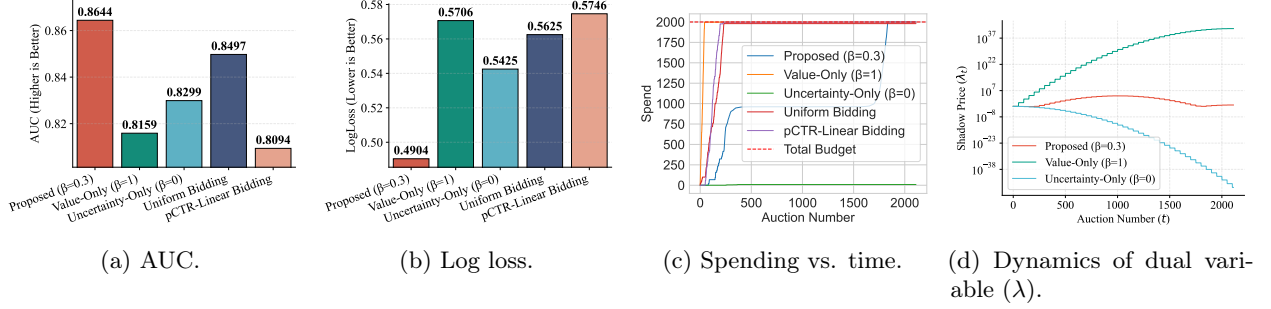 AUC (Higher is Better)
0.86
0.84
0.82
0.8644
0.8159
0.8299
0.8497
0.8094
Proposed (β=0.3)
Value-Only (β=1)
Uncertainty-Only (β=0)
Uniform Bidding
pCTR-Linear Bidding
(a) AUC.
LogLoss (Lower is Better)
0.58
0.56
0.54
0.52
0.50
0.4904
0.5706
0.5425
0.5625
0.5746
Proposed (β=0.3)
Value-Only (β=1)
Uncertainty-Only (β=0)
Uniform Bidding
pCTR-Linear Bidding
(b) Log loss.
Spend
2000
1750
1500
1250
1000
750
500
250
0
Proposed (β=0.3)
Value-Only (β=1)
Uncertainty-Only (β=0)
Uniform Bidding
pCTR-Linear Bidding
Total Budget
0 500 1000 1500 2000
Auction Number
(c) Spending vs. time.
Shadow Price (λt)
10^37
10^22
10^7
10^-8
10^-23
10^-38
Proposed (β=0.3)
Value-Only (β=1)
Uncertainty-Only (β=0)
0 500 1000 1500 2000
Auction Number (t)
(d) Dynamics of dual vari-
able (λ).